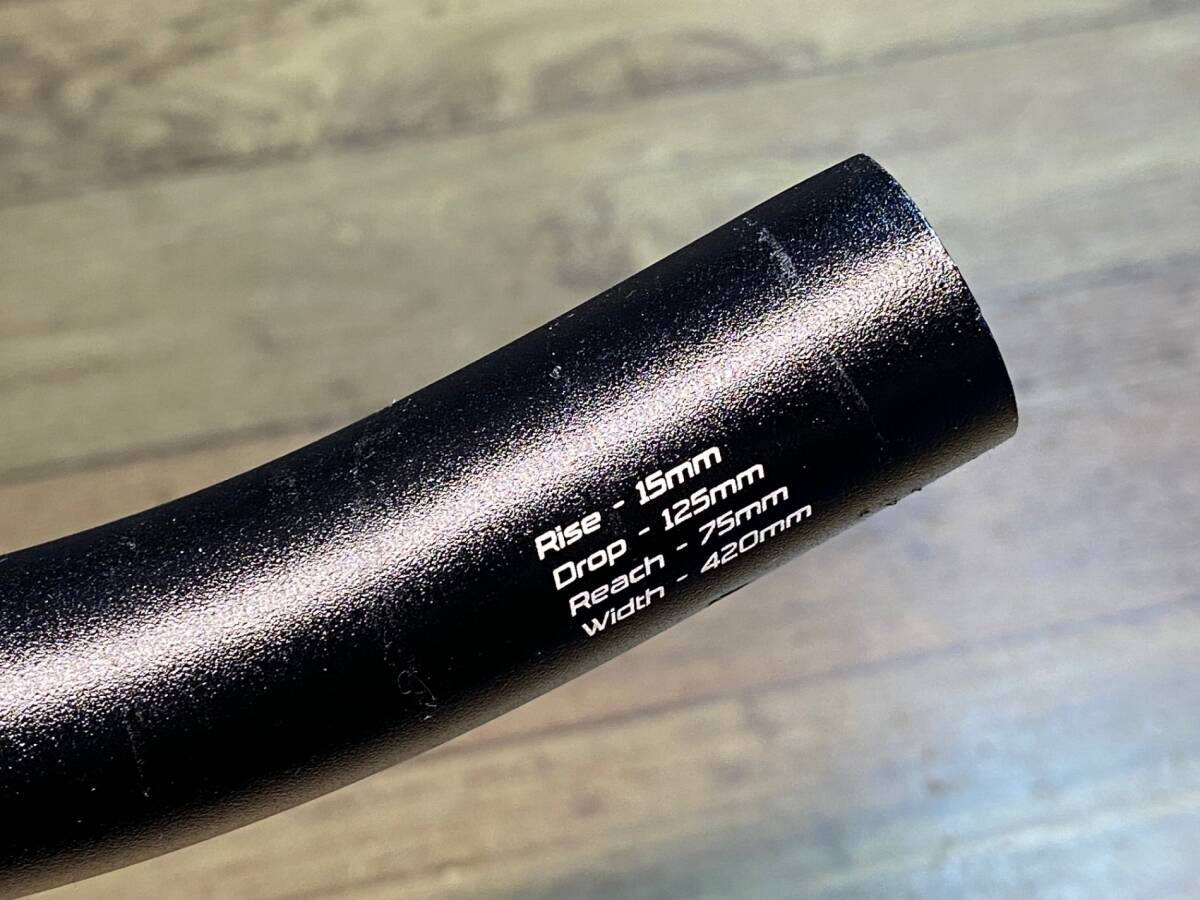 Rise - 15mm
Drop - 125mm
Reach - 75mm
Width - 420mm